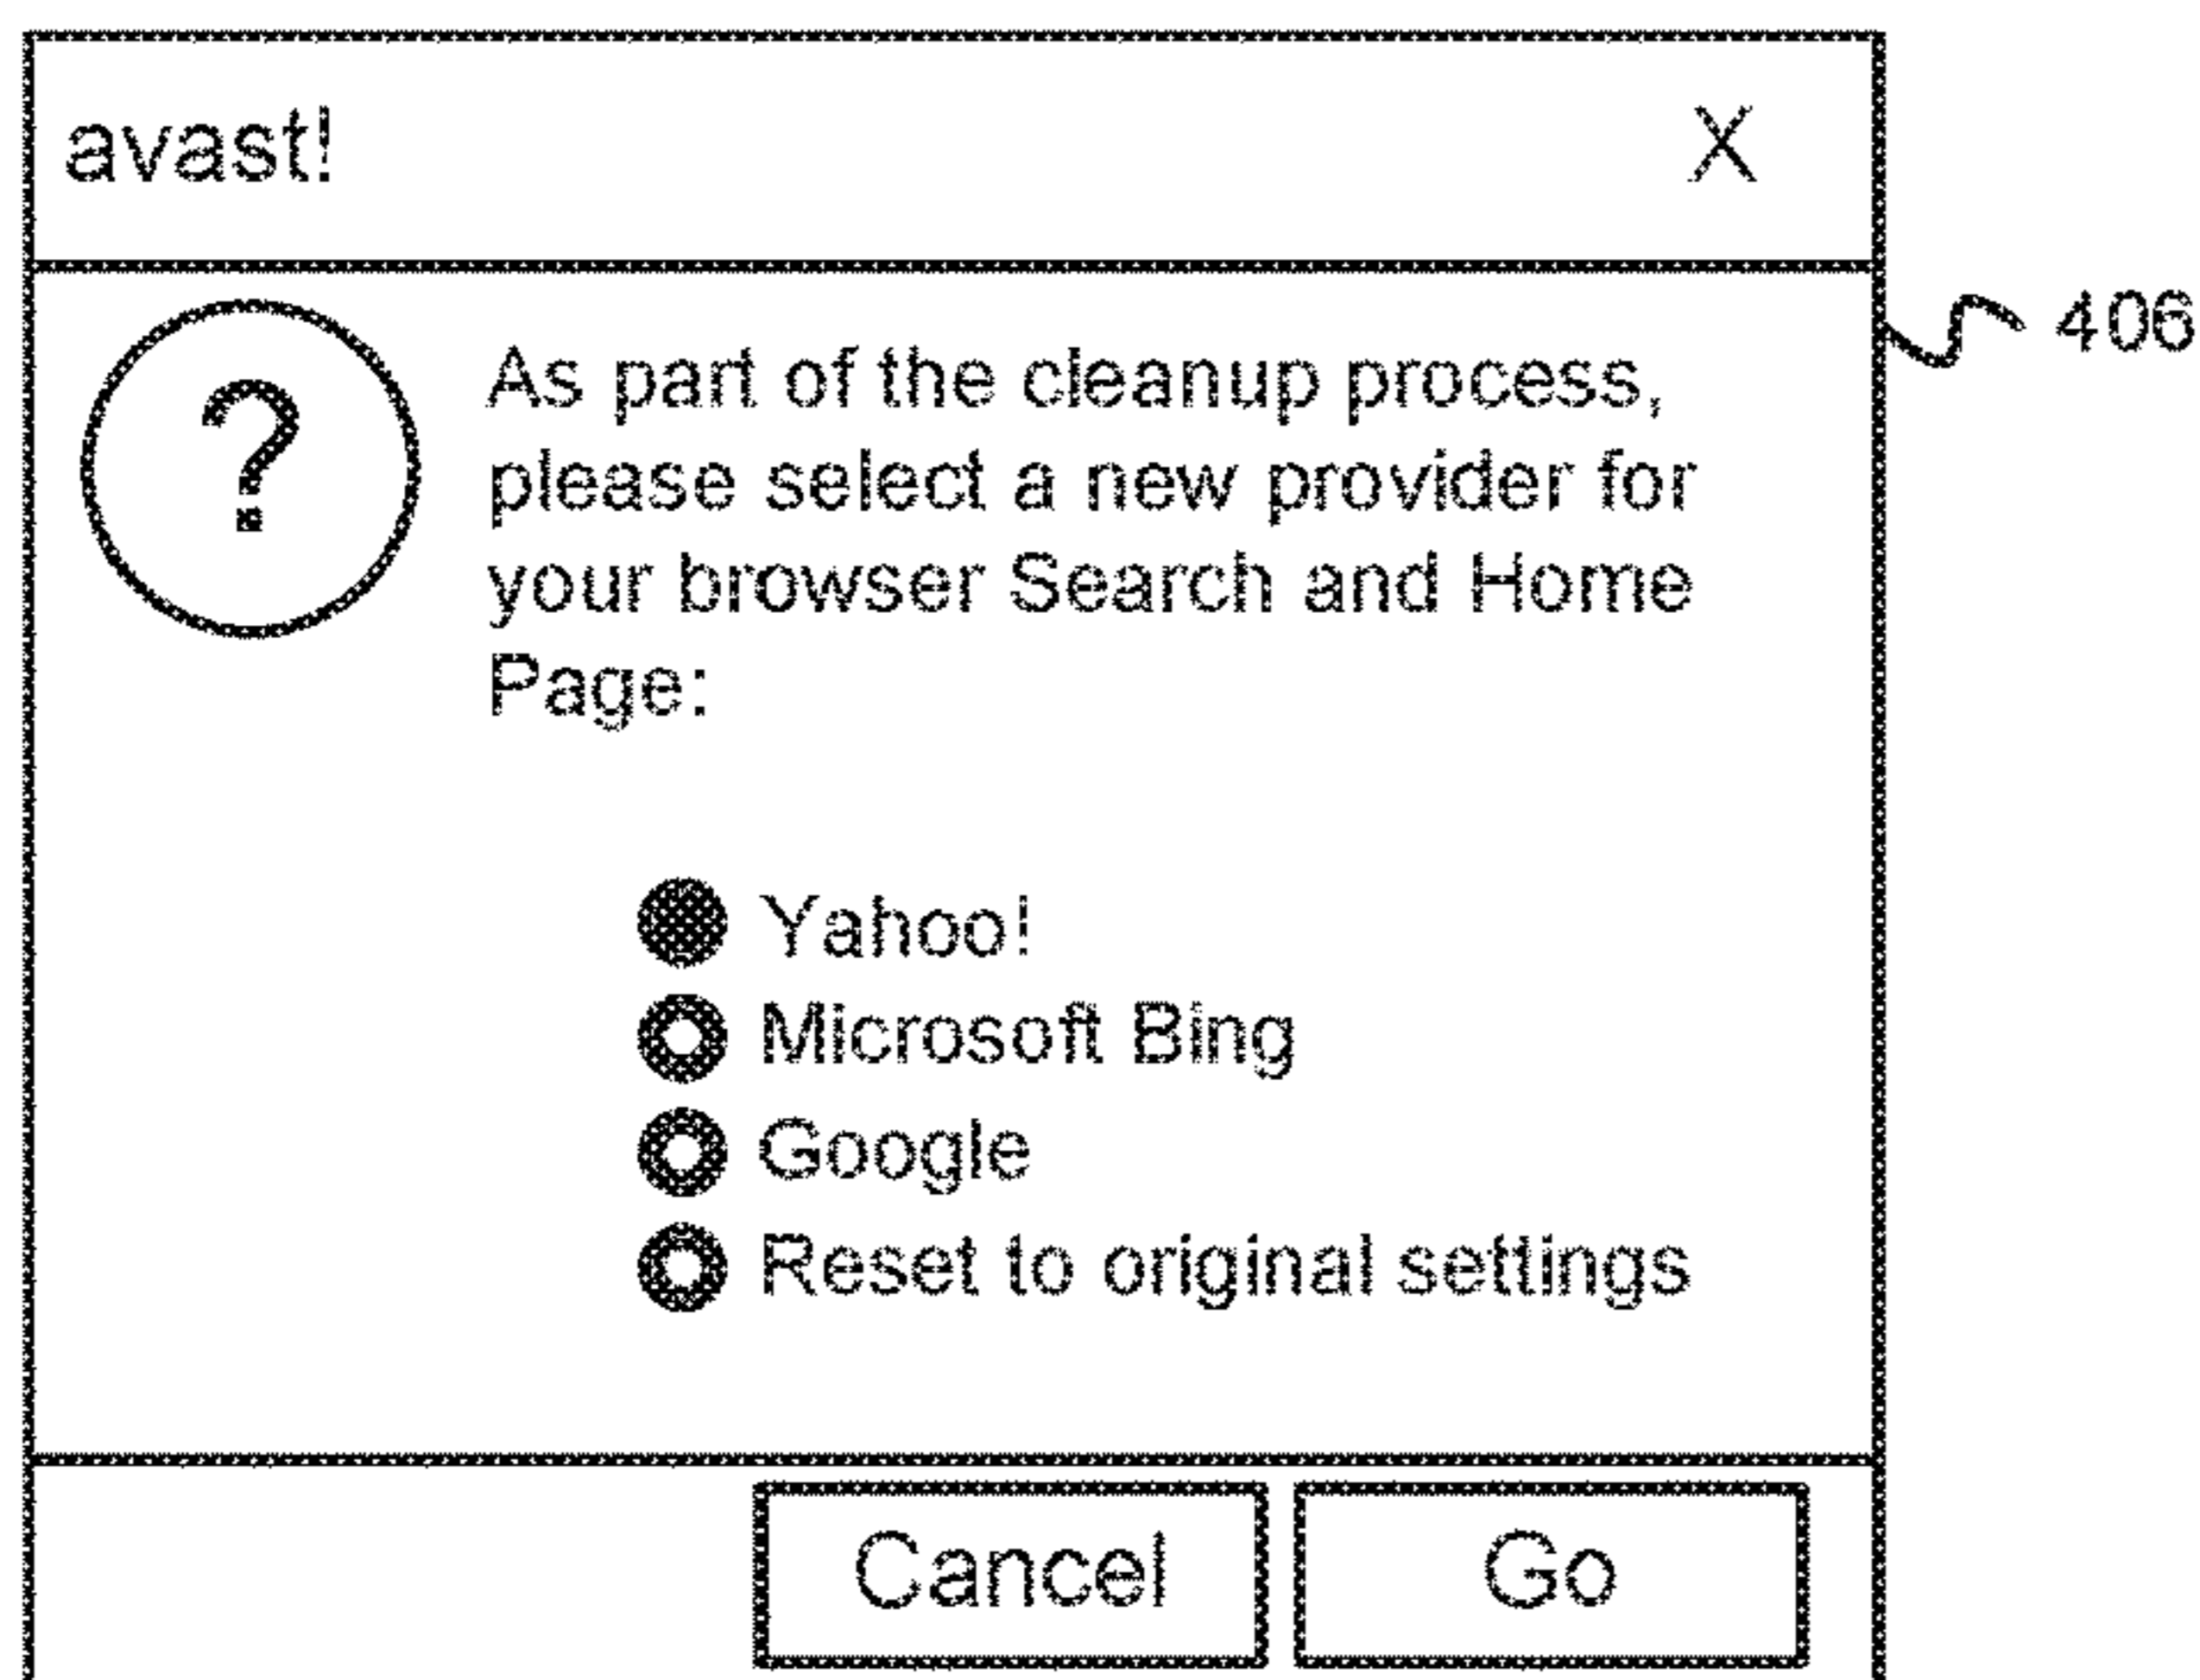 avast! X
406
?
As part of the cleanup process,
please select a new provider for
your browser Search and Home
Page:
Yahoo!
Microsoft Bing
Google
Reset to original settings
Cancel Go